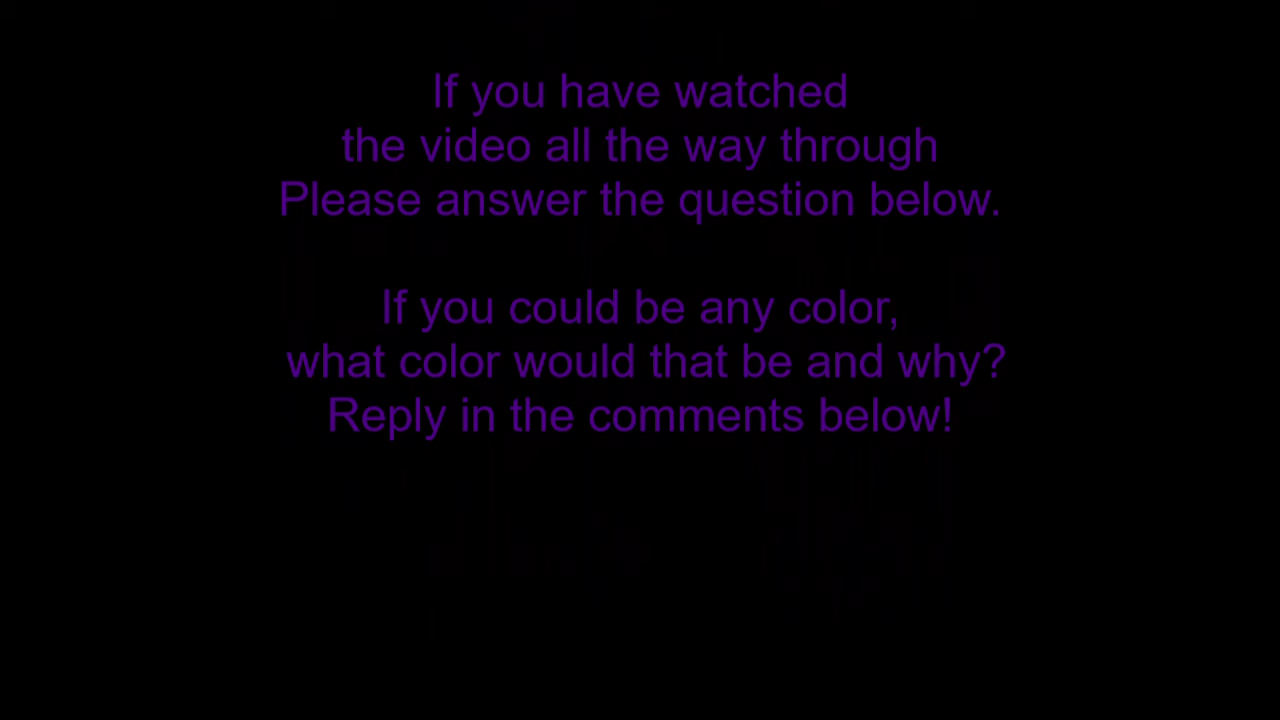 If you have watched
the video all the way through
Please answer the question below.
If you could be any color,
what color would that be and why?
Reply in the comments below!